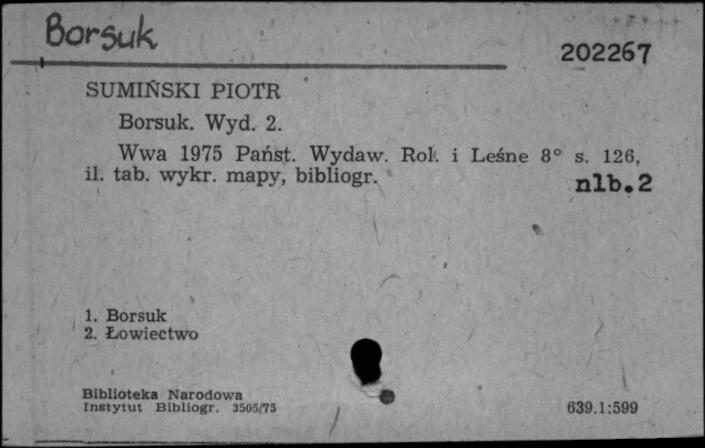 Borsuk
202267
SUMIŃSKI PIOTR
Borsuk. Wyd. 2.
Wwa 1975 Państ. Wydaw. Rol. i Leśne 8° s. 126,
il. tab. wykr. mapy, bibliogr. nlb.2
1. Borsuk
2. Łowiectwo
Biblioteka Narodowa
Instytut Bibliogr. 3505/75
639.1:599